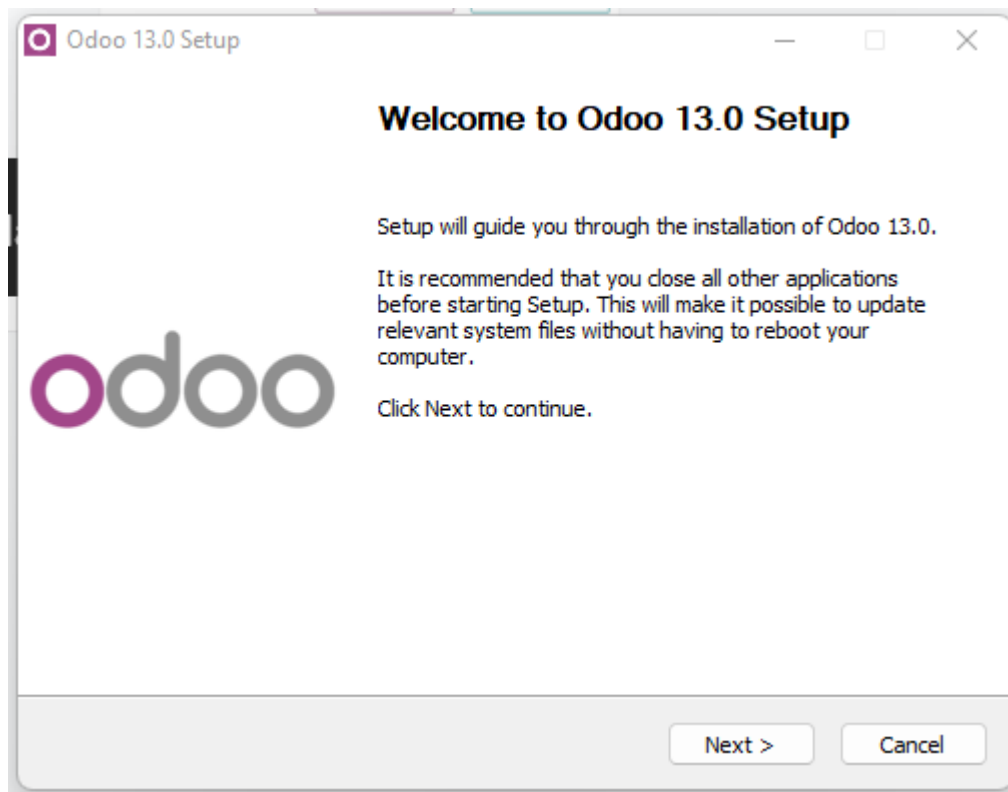 Odoo 13.0 Setup
Welcome to Odoo 13.0 Setup
Setup will guide you through the installation of Odoo 13.0.
It is recommended that you close all other applications
before starting Setup. This will make it possible to update
relevant system files without having to reboot your
computer.
odoo
Click Next to continue.
Next >
Cancel